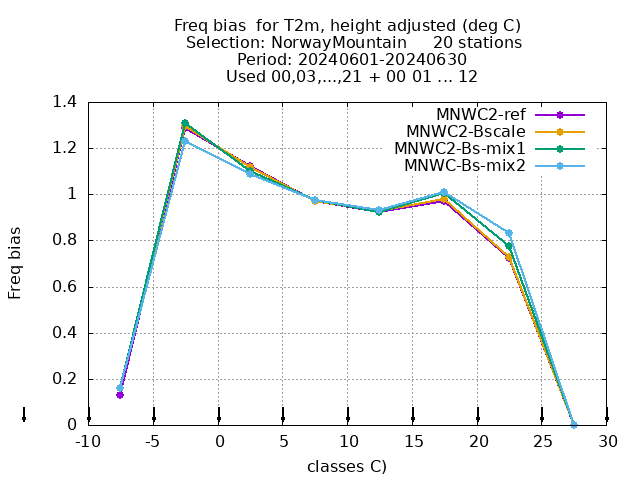 Freq bias  for T2m, height adjusted (deg C)
Selection: NorwayMountain     20 stations
Period: 20240601-20240630
Used 00,03,...,21 + 00 01 ... 12
MNWC2-ref
MNWC2-Bscale
MNWC2-Bs-mix1
MNWC-Bs-mix2
1.4
1.2
1
0.8
0.6
0.4
0.2
0
Freq bias
-10 -5 0 5 10 15 20 25 30
classes C)